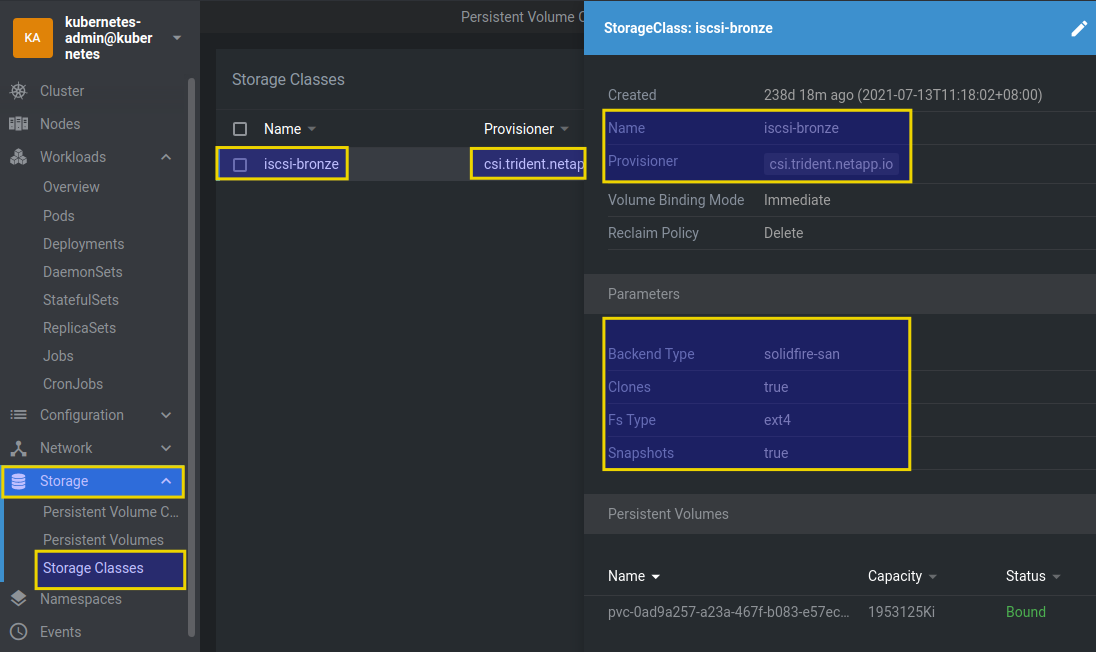 KA
kubernetes-
admin@kuber
netes
Cluster
Nodes
Workloads
Overview
Pods
Deployments
DaemonSets
StatefulSets
ReplicaSets
Jobs
CronJobs
Configuration
Network
Storage
Persistent Volume C...
Persistent Volumes
Storage Classes
Namespaces
Events
Persistent Volume C
Storage Classes
Name Provisioner
iscsi-bronze csi.trident.netap
StorageClass: iscsi-bronze
Created 238d 18m ago (2021-07-13T11:18:02+08:00)
Name iscsi-bronze
Provisioner csi.trident.netapp.io
Volume Binding Mode Immediate
Reclaim Policy Delete
Parameters
Backend Type solidfire-san
Clones true
Fs Type ext4
Snapshots true
Persistent Volumes
Name Capacity Status
pvc-0ad9a257-a23a-467f-b083-e57ec... 1953125Ki Bound